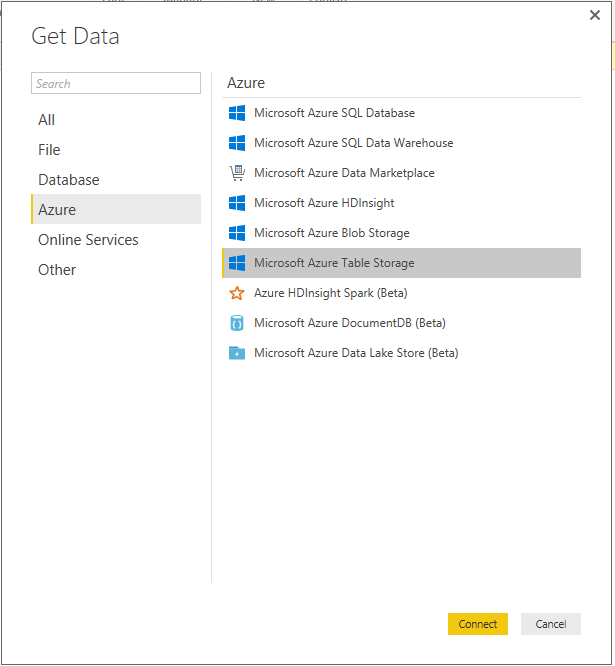 Get Data
Search
All
File
Database
Azure
Online Services
Other
Azure
Microsoft Azure SQL Database
Microsoft Azure SQL Data Warehouse
Microsoft Azure Data Marketplace
Microsoft Azure HDInsight
Microsoft Azure Blob Storage
Microsoft Azure Table Storage
Azure HDInsight Spark (Beta)
Microsoft Azure DocumentDB (Beta)
Microsoft Azure Data Lake Store (Beta)
Connect
Cancel